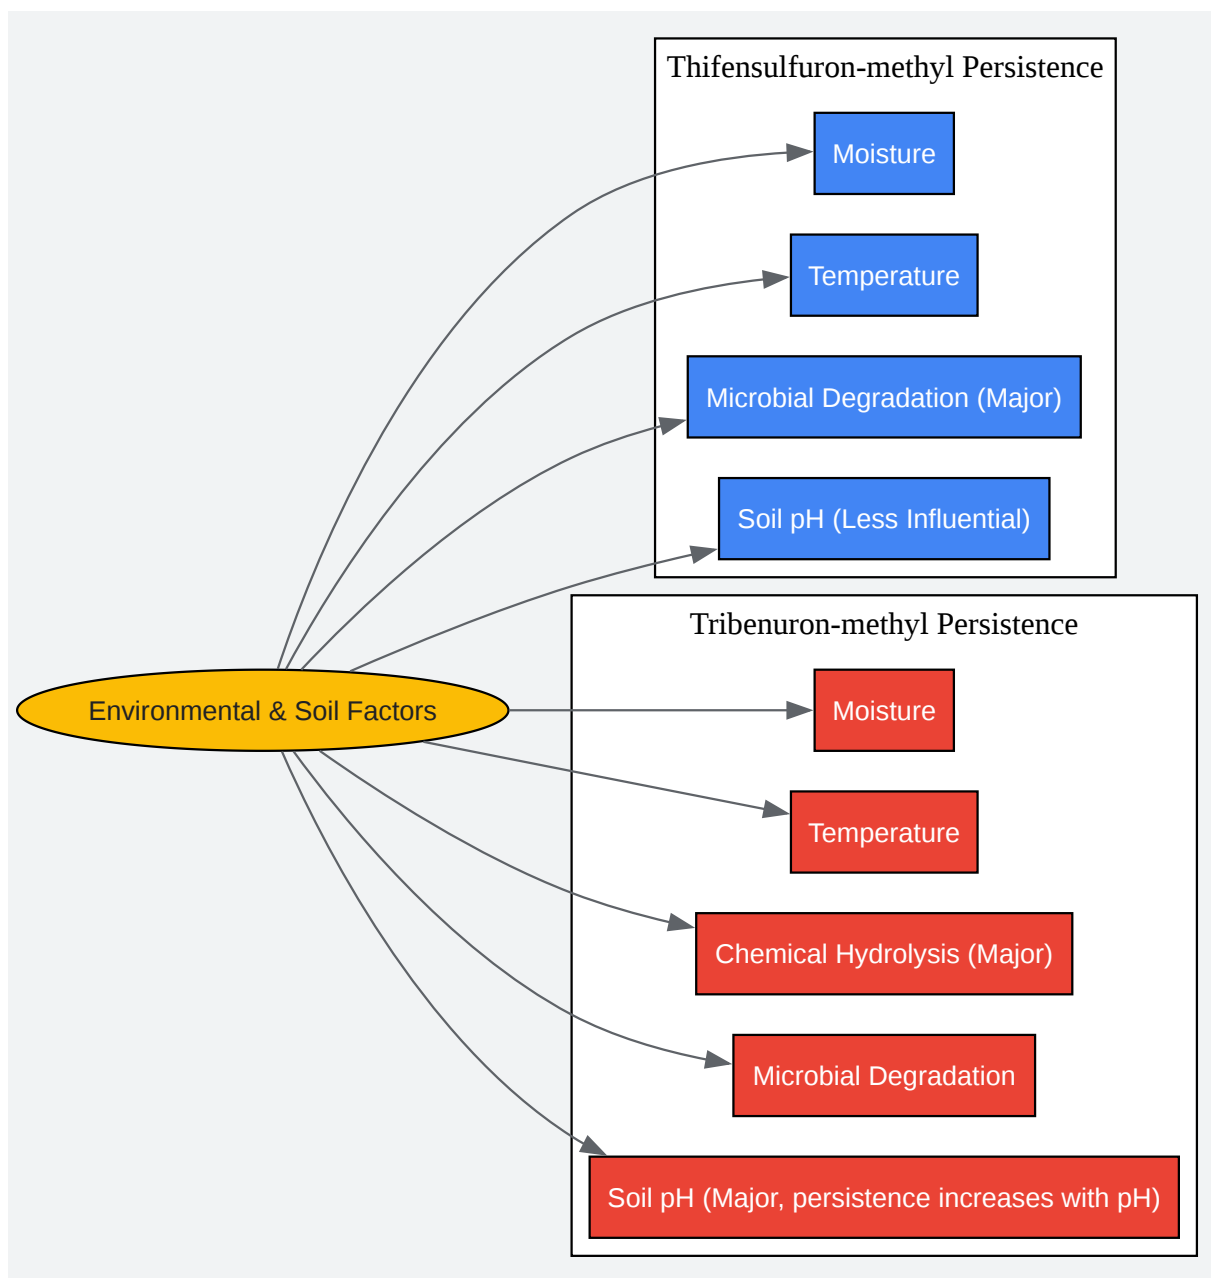 Thifensulfuron-methyl Persistence
Moisture
Temperature
Microbial Degradation (Major)
Soil pH (Less Influential)
Environmental & Soil Factors
Tribenuron-methyl Persistence
Moisture
Temperature
Chemical Hydrolysis (Major)
Microbial Degradation
Soil pH (Major, persistence increases with pH)